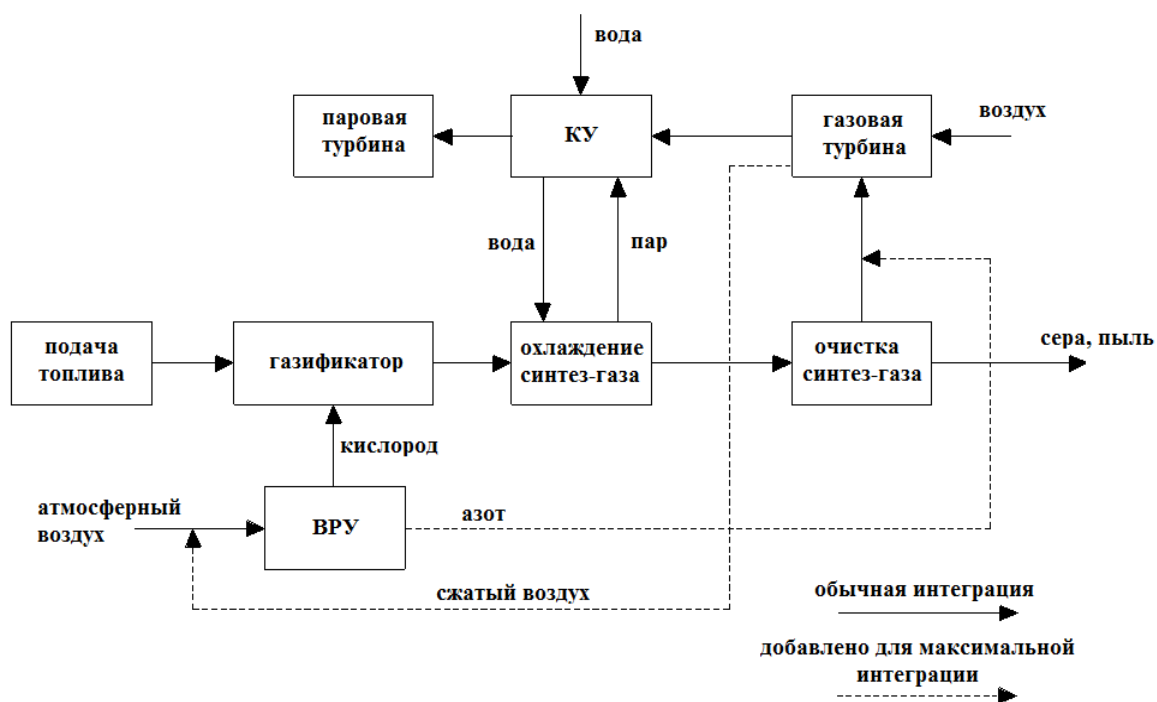 вода
паровая
турбина
КУ
газовая
турбина
воздух
вода
пар
подача
топлива
газификатор
охлаждение
синтез-газа
очистка
синтез-газа
сера, пыль
кислород
атмосферный
воздух
ВРУ
азот
сжатый воздух
обычная интеграция
добавлено для максимальной
интеграции